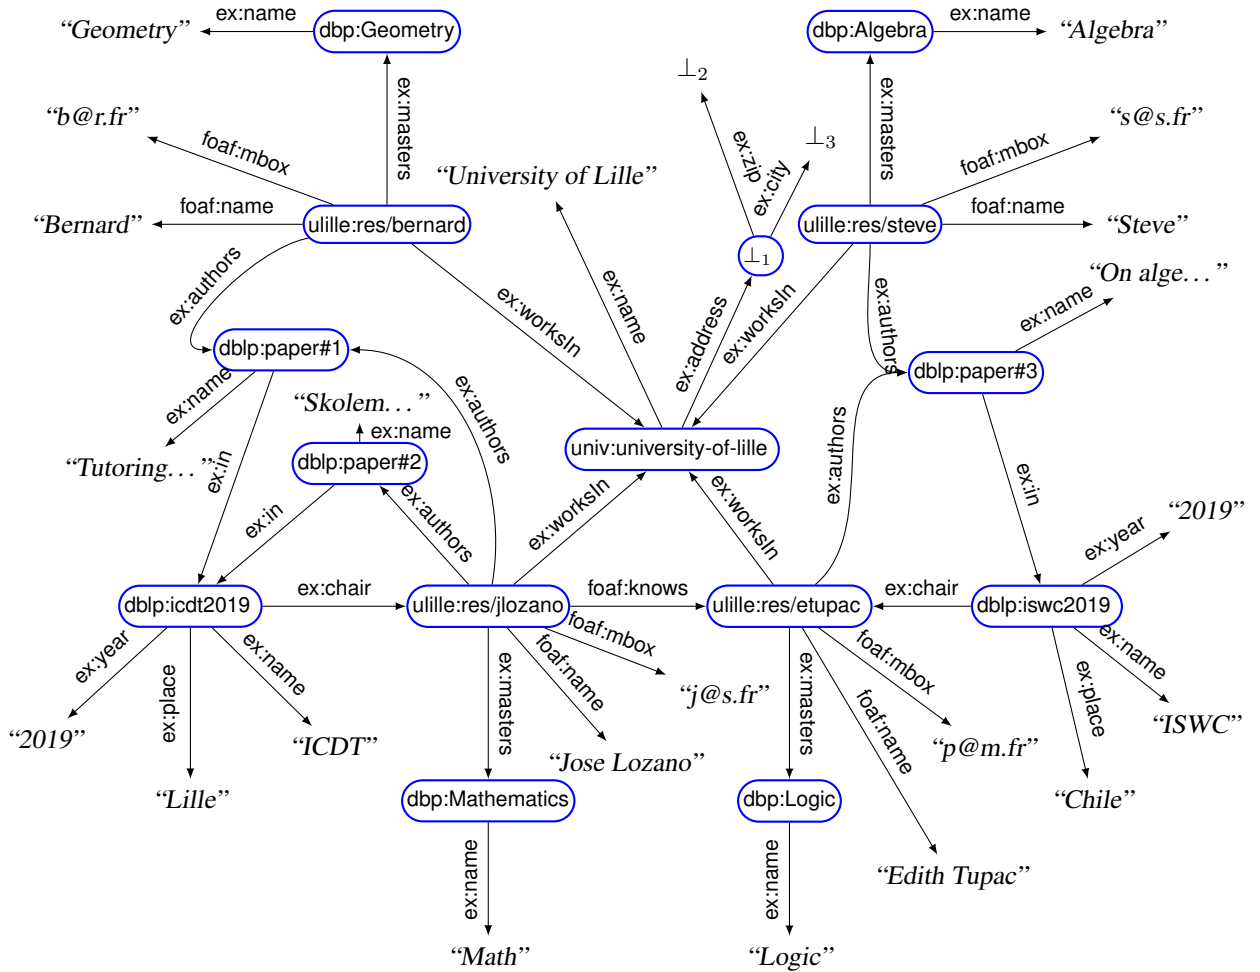 “Geometry”
ex:name
dbp:Geometry
dbp:Algebra
ex:name
“Algebra”
⊥2
ex:masters
ex:masters
“b@r.fr”
foaf:mbox
ex:zip
ex:city
⊥3
foaf:mbox
“s@s.fr”
“University of Lille”
“Bernard”
foaf:name
ulille:res/bernard
ulille:res/steve
foaf:name
“Steve”
⊥1
ex:authors
ex:worksIn
ex:name
ex:address
ex:worksIn
ex:authors
“On alge…”
ex:name
dblp:paper#1
dblp:paper#3
ex:name
“Skolem…”
ex:name
ex:authors
“Tutoring…”
ex:in
dblp:paper#2
univ:university-of-lille
ex:authors
ex:in
ex:authors
ex:worksIn
ex:worksIn
ex:in
“2019”
ex:year
dblp:icdt2019
ex:chair
ulille:res/jlozano
foaf:knows
ulille:res/etupac
ex:chair
dblp:iswc2019
ex:year
ex:place
ex:name
ex:masters
foaf:name
foaf:mbox
ex:masters
foaf:name
foaf:mbox
ex:place
ex:name
“2019”
“ICDT”
“j@s.fr”
“Jose Lozano”
“p@m.fr”
“ISWC”
“Lille”
dbp:Mathematics
dbp:Logic
“Chile”
ex:name
ex:name
“Edith Tupac”
“Math”
“Logic”